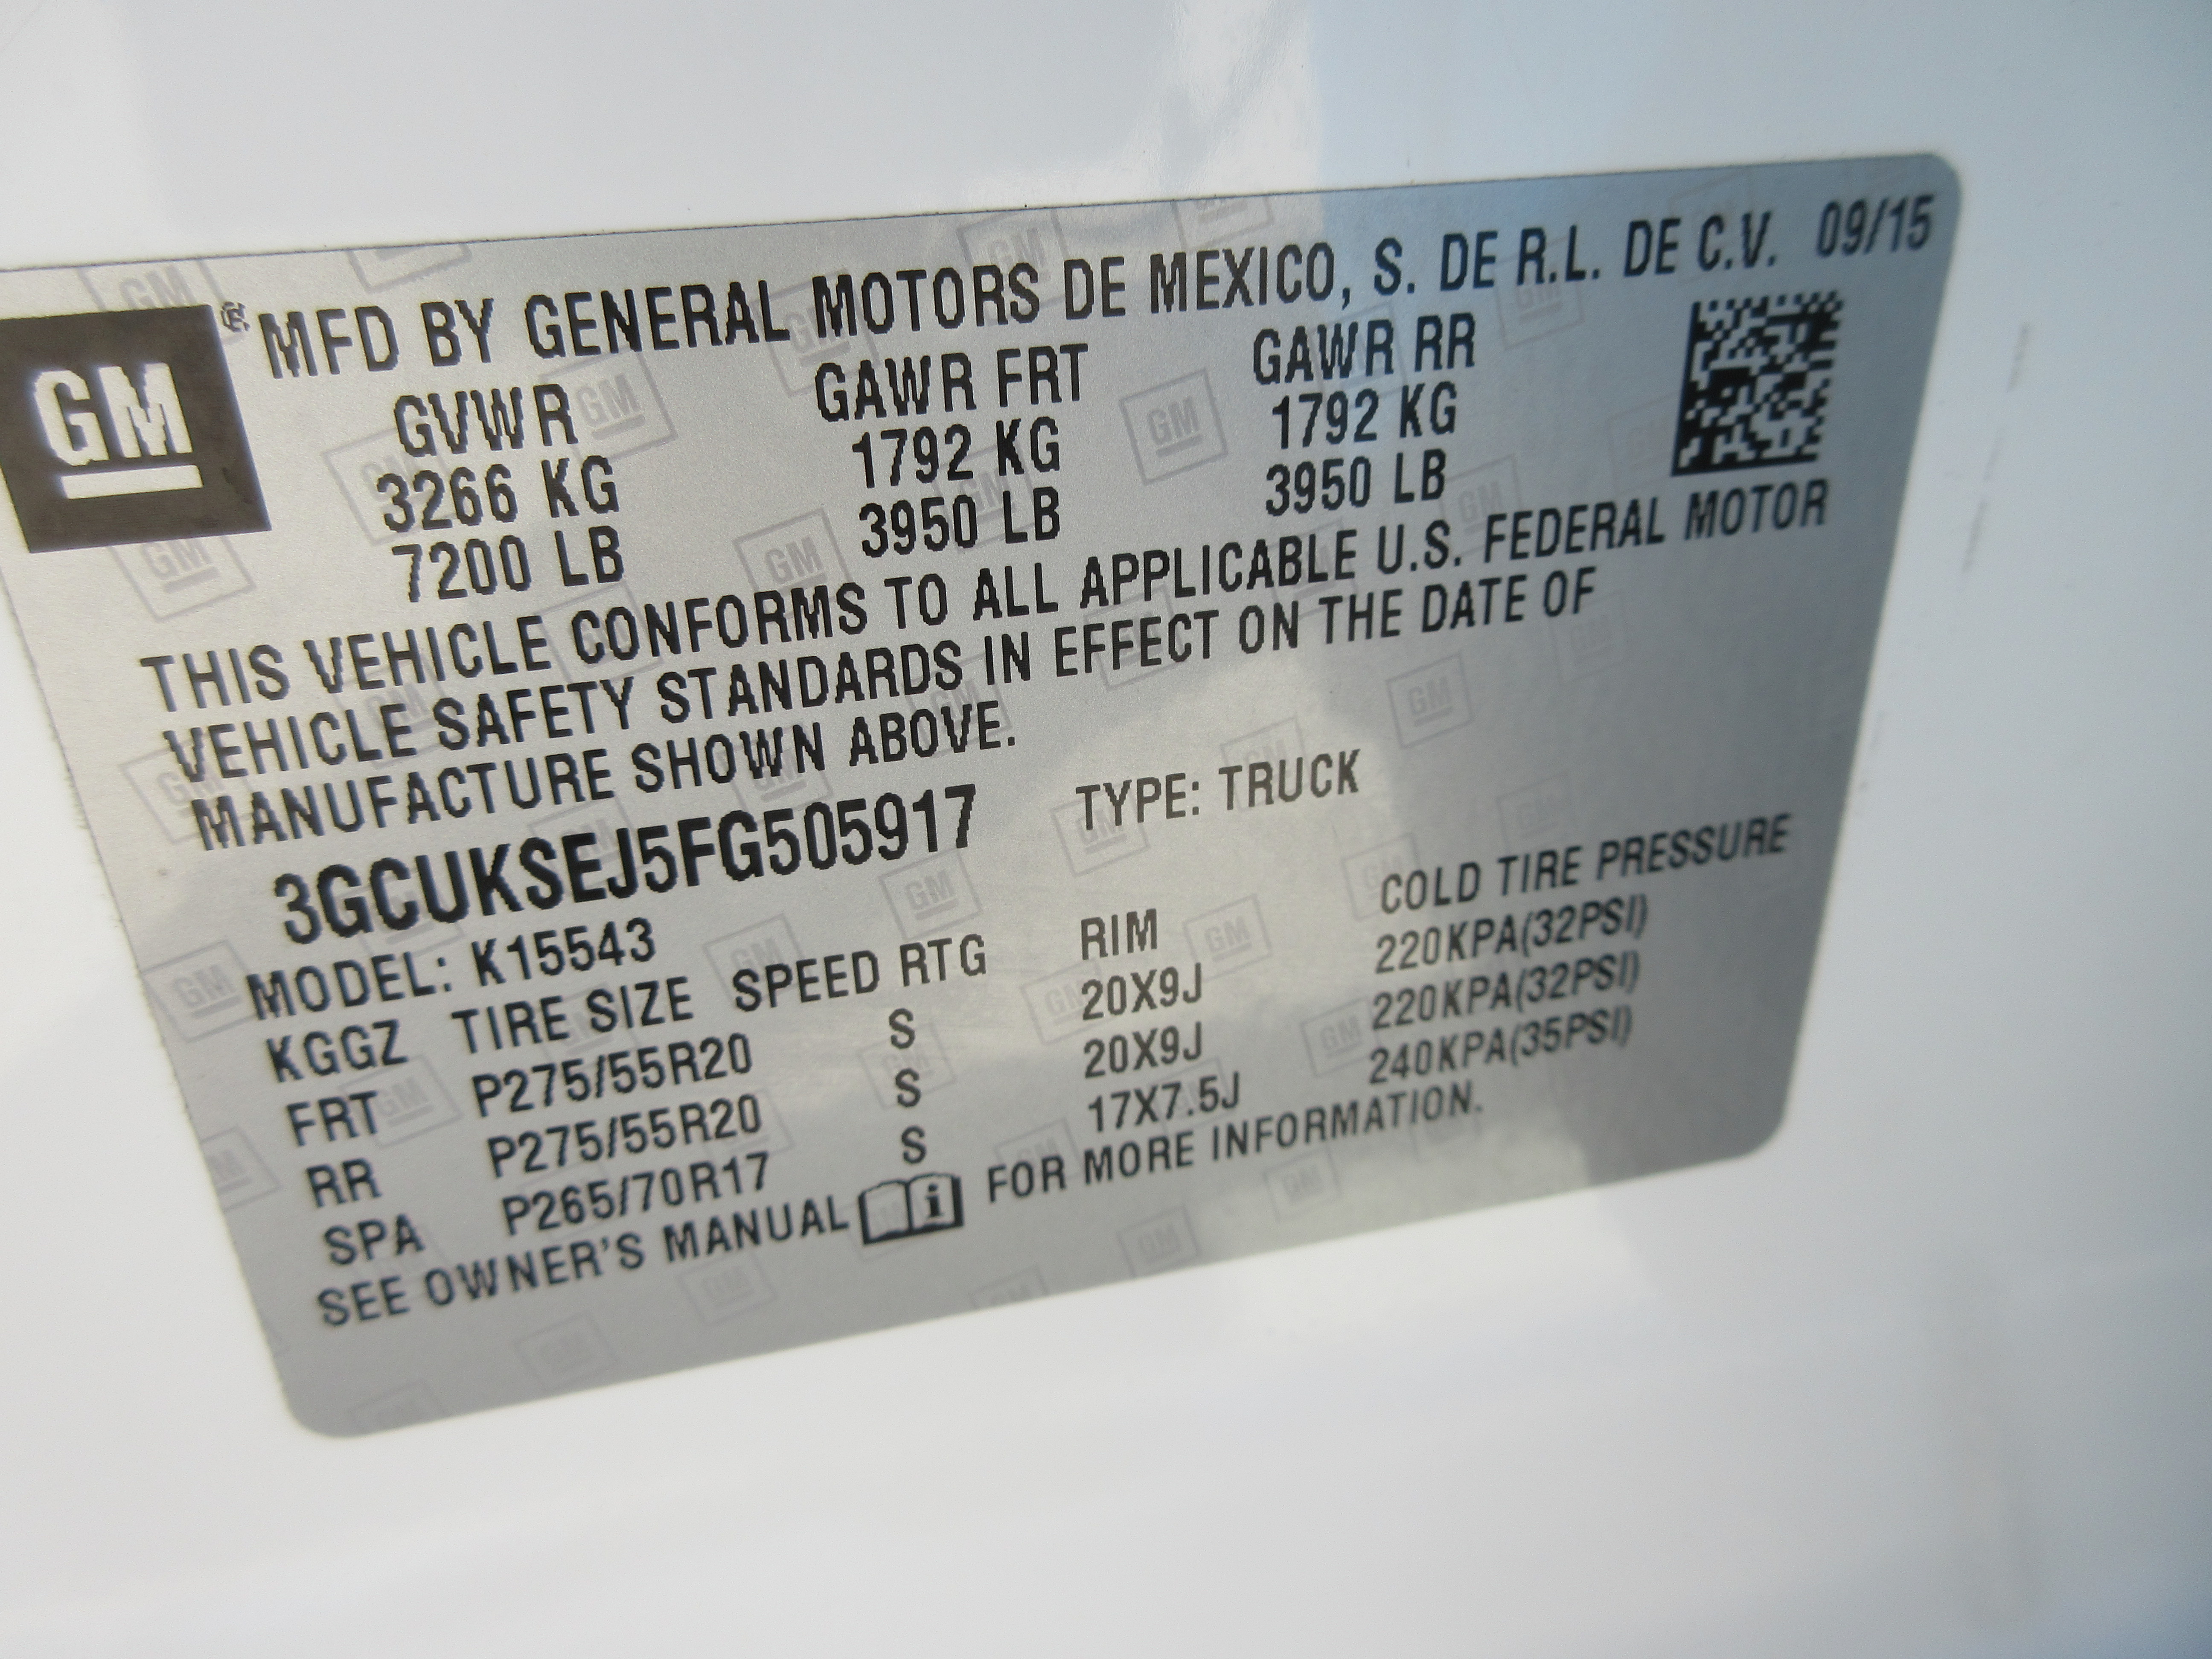 GM
MFD BY GENERAL MOTORS DE MEXICO, S. DE R.L. DE C.V. 09/15
GVWR GAWR FRT GAWR RR
3266 KG 1792 KG 1792 KG
7200 LB 3950 LB 3950 LB
THIS VEHICLE CONFORMS TO ALL APPLICABLE U.S. FEDERAL MOTOR
VEHICLE SAFETY STANDARDS IN EFFECT ON THE DATE OF
MANUFACTURE SHOWN ABOVE.
3GCUKSEJ5FG505917 TYPE: TRUCK
MODEL: K15543
KGGZ TIRE SIZE SPEED RTG RIM COLD TIRE PRESSURE
FRT P275/55R20 S 20X9J 220KPA(32PSI)
RR P275/55R20 S 20X9J 220KPA(32PSI)
SPA P265/70R17 S 17X7.5J 240KPA(35PSI)
SEE OWNER'S MANUAL i FOR MORE INFORMATION.